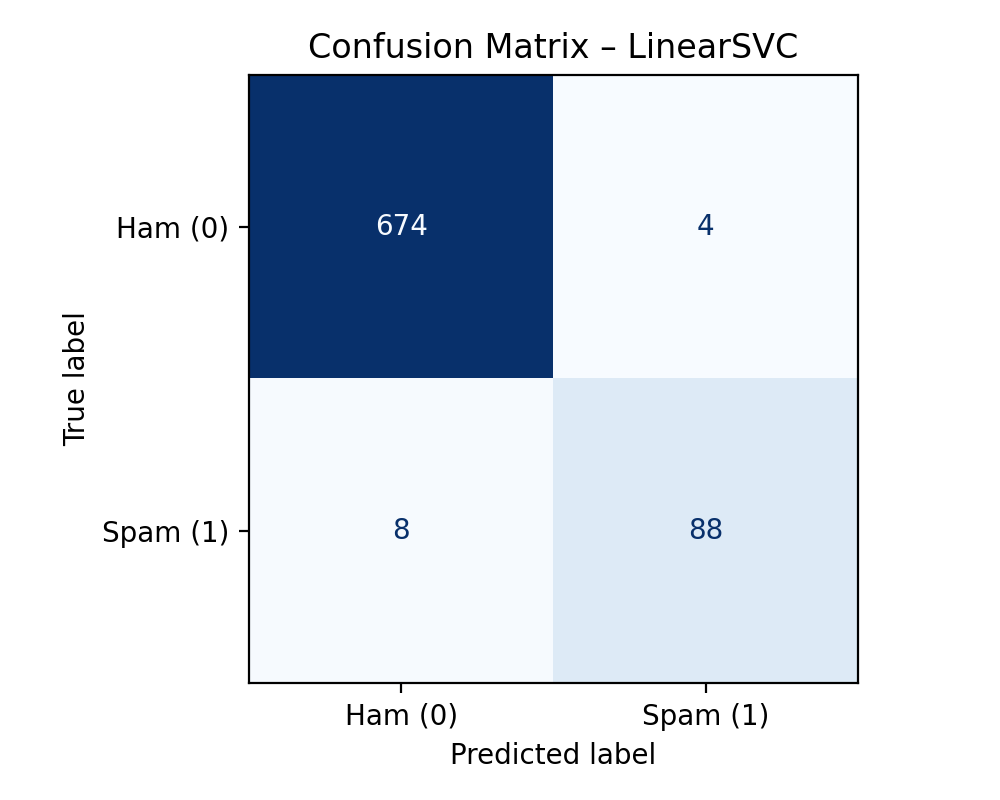 Confusion Matrix – LinearSVC
Ham (0)
674
4
True label
Spam (1)
8
88
Ham (0)
Spam (1)
Predicted label